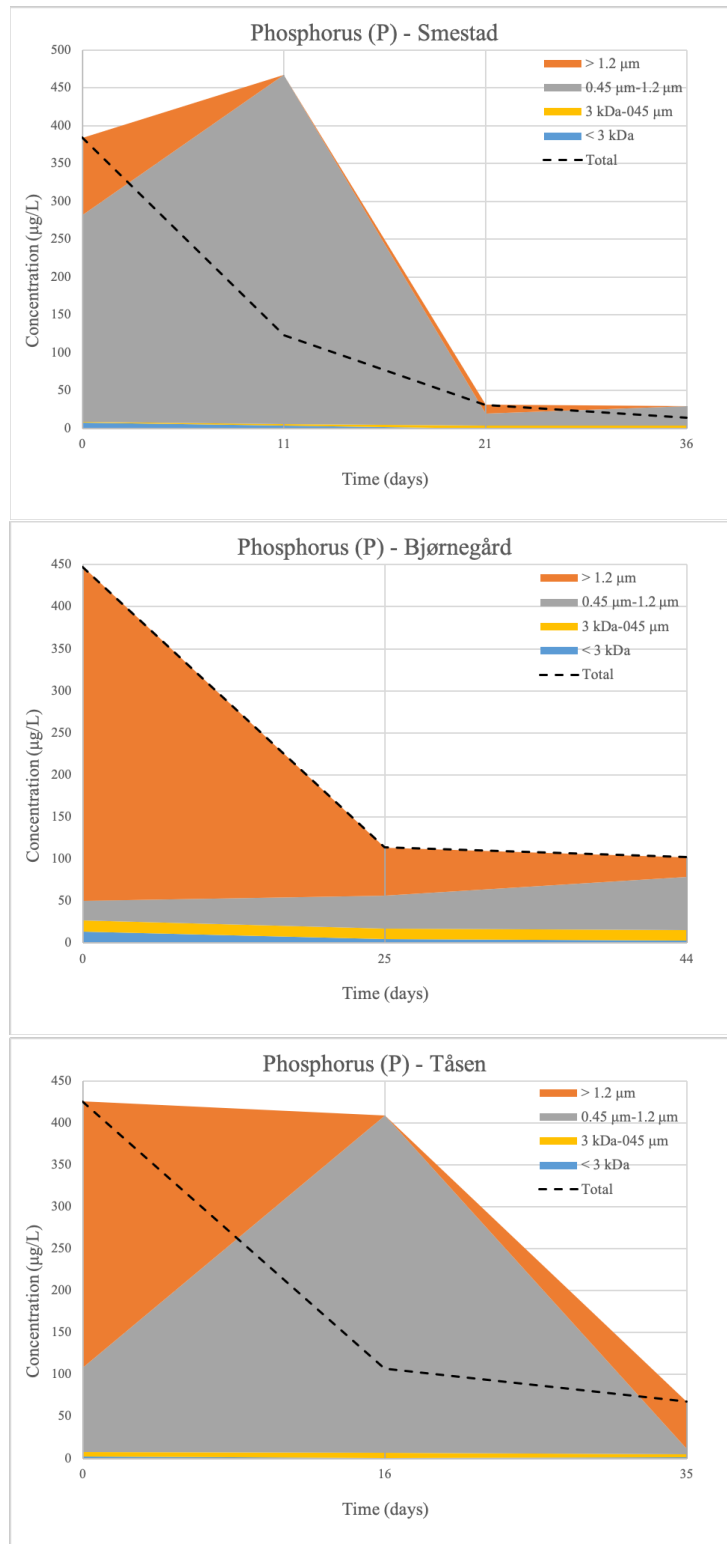 Phosphorus (P) - Smestad
500
450
400
350
300
250
200
150
100
50
0
Concentration (µg/L)
> 1.2 µm
0.45 µm-1.2 µm
3 kDa-045 µm
< 3 kDa
Total
0 11 21 36
Time (days)
Phosphorus (P) - Bjørnegård
450
400
350
300
250
200
150
100
50
0
Concentration (µg/L)
> 1.2 µm
0.45 µm-1.2 µm
3 kDa-045 µm
< 3 kDa
Total
0 25 44
Time (days)
Phosphorus (P) - Tåsen
450
400
350
300
250
200
150
100
50
0
Concentration (µg/L)
> 1.2 µm
0.45 µm-1.2 µm
3 kDa-045 µm
< 3 kDa
Total
0 16 35
Time (days)